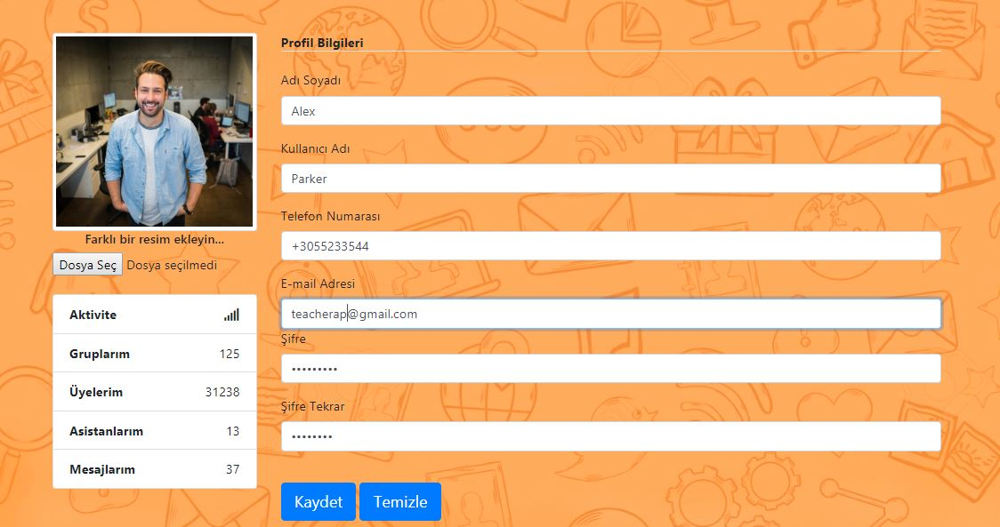 Farklı bir resim ekleyin...
Dosya Seç Dosya seçilmedi
Aktivite
Gruplarım 125
Üyelerim 31238
Asistanlarım 13
Mesajlarım 37
Profil Bilgileri
Adı Soyadı
Alex
Kullanıcı Adı
Parker
Telefon Numarası
+3055233544
E-mail Adresi
teacherap@gmail.com
Şifre
•••••••••
Şifre Tekrar
••••••••
Kaydet Temizle